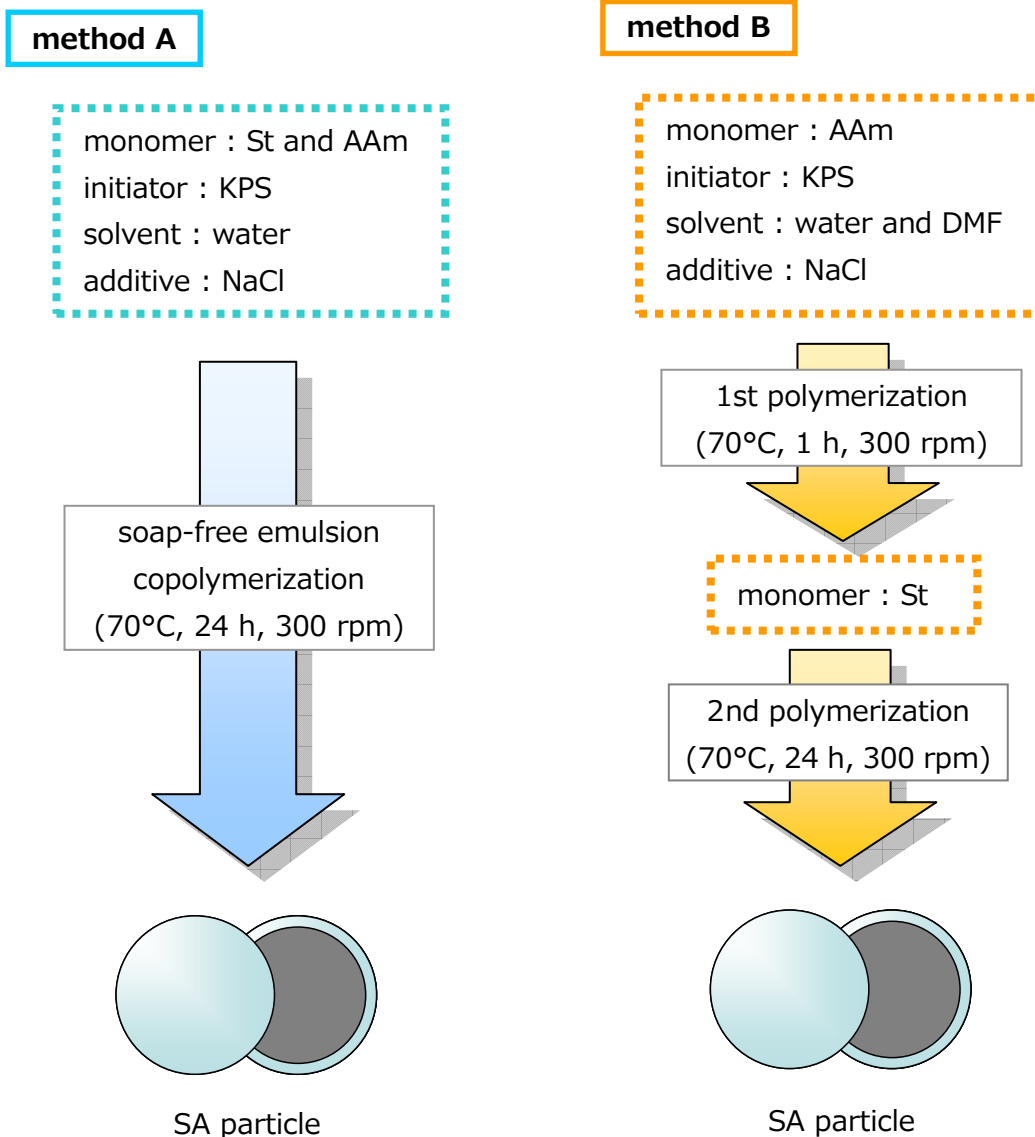 method A
monomer : St and AAm
initiator : KPS
solvent : water
additive : NaCl
soap-free emulsion
copolymerization
(70°C, 24 h, 300 rpm)
SA particle
method B
monomer : AAm
initiator : KPS
solvent : water and DMF
additive : NaCl
1st polymerization
(70°C, 1 h, 300 rpm)
monomer : St
2nd polymerization
(70°C, 24 h, 300 rpm)
SA particle